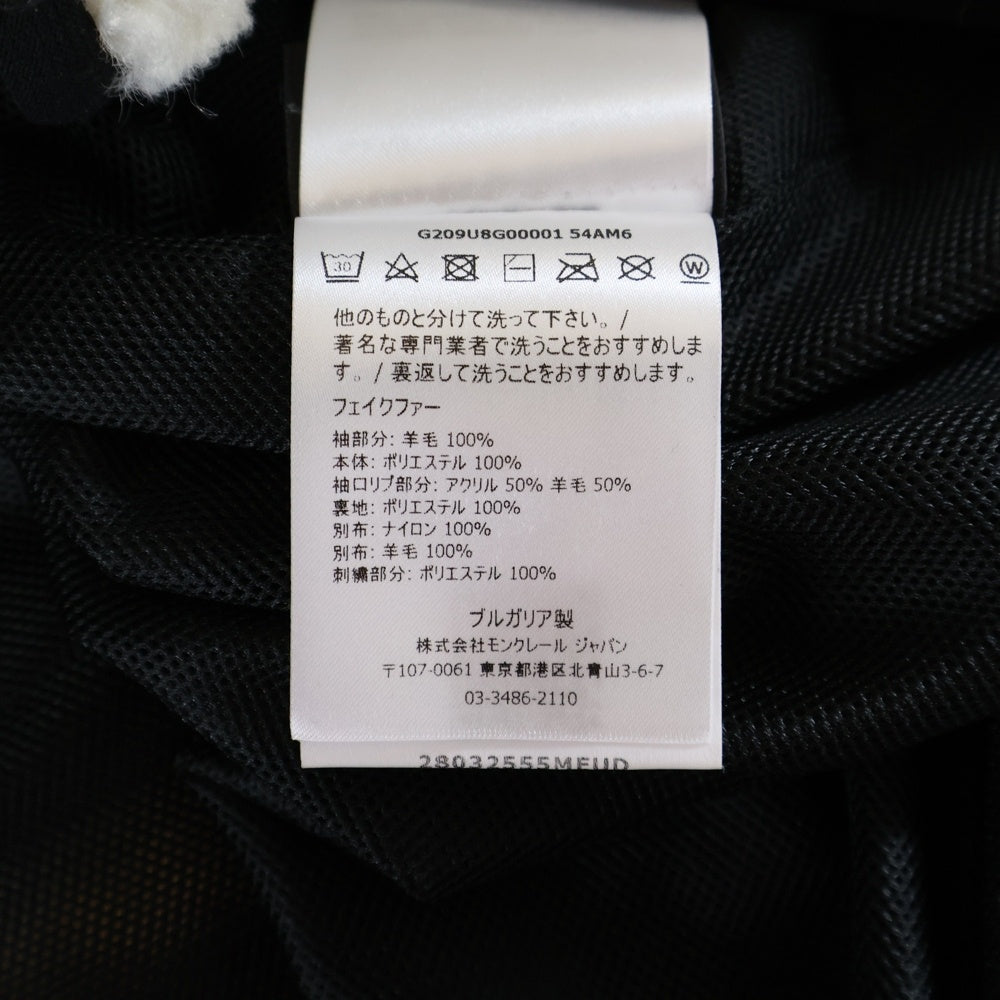 G209U8G00001 54AM6
30 W
他のものと分けて洗って下さい。/
著名な専門業者で洗うことをおすすめしま
す。/ 裏返して洗うことをおすすめします。
フェイクファー
袖部分: 羊毛 100%
本体: ポリエステル 100%
袖口リブ部分: アクリル 50% 羊毛 50%
裏地: ポリエステル 100%
別布: ナイロン 100%
別布: 羊毛 100%
刺繍部分: ポリエステル 100%
ブルガリア製
株式会社モンクレール ジャパン
〒107-0061 東京都港区北青山3-6-7
03-3486-2110
28032555MEUD